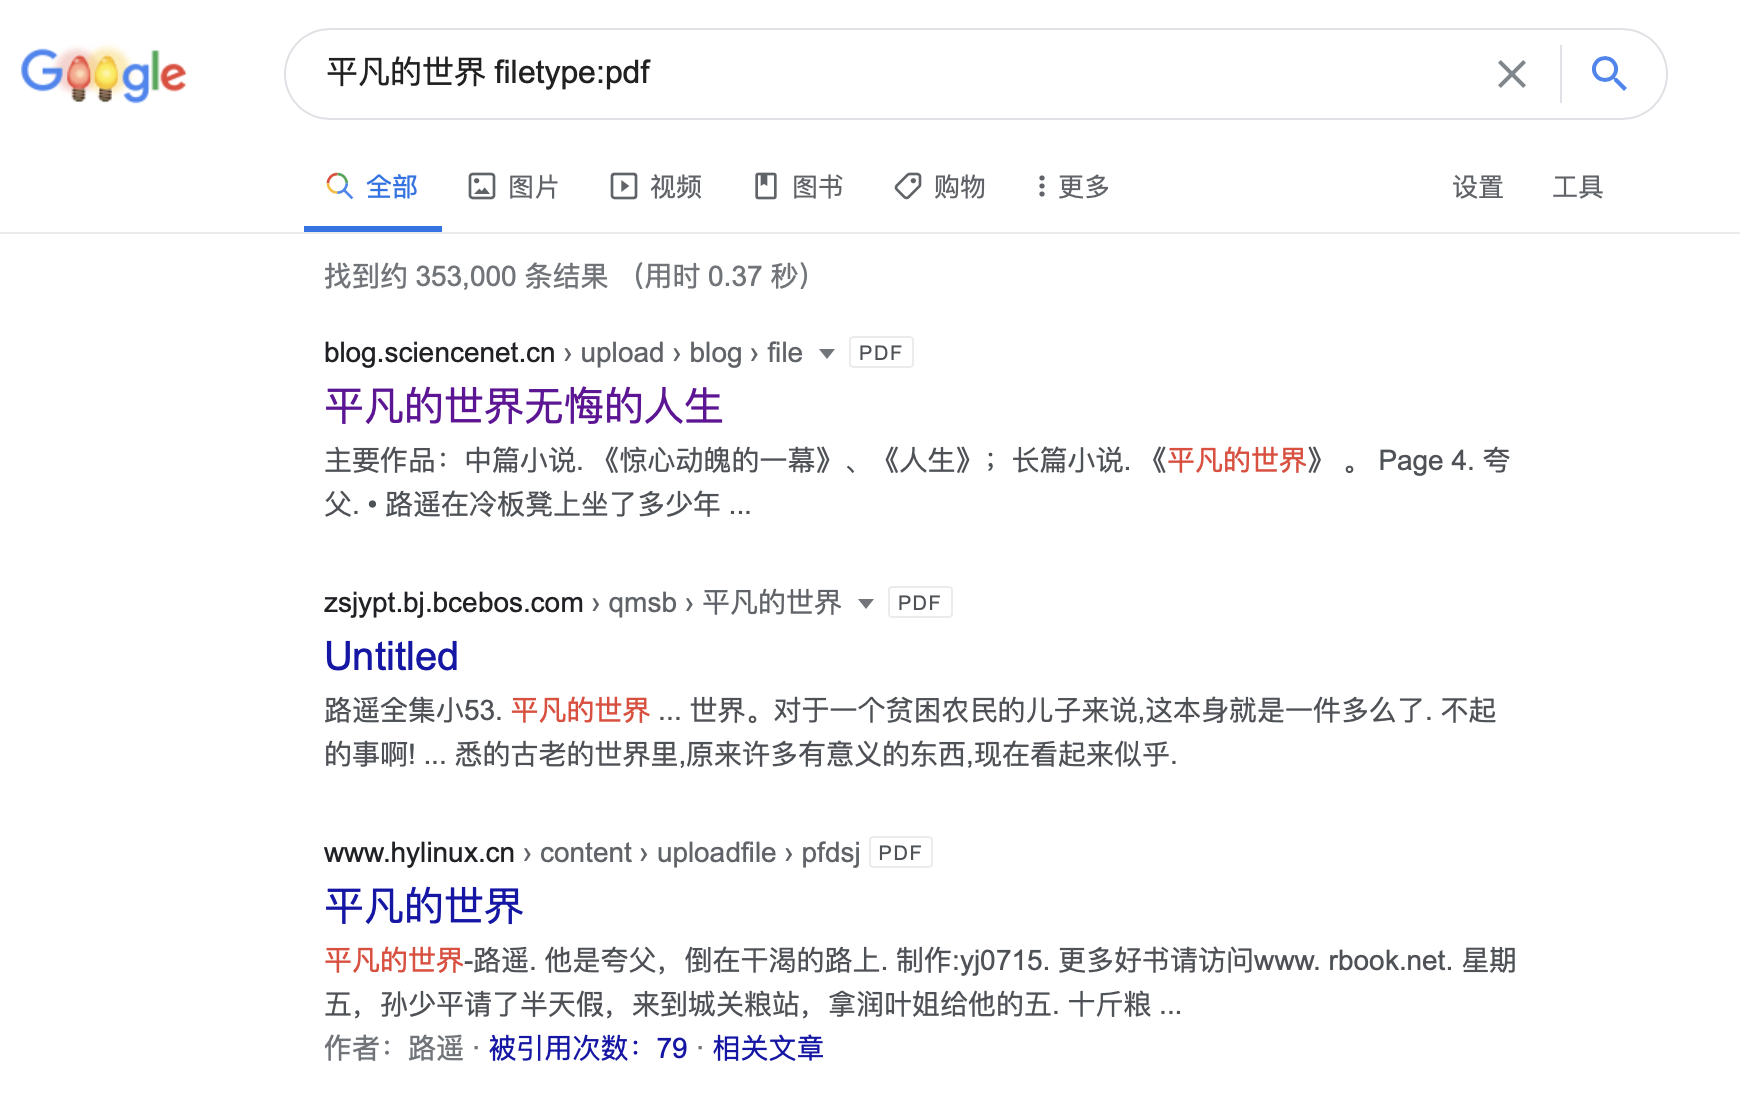 Google
平凡的世界 filetype:pdf
全部 图片 视频 图书 购物 更多 设置 工具
找到约 353,000 条结果 （用时 0.37 秒）
blog.sciencenet.cn › upload › blog › file PDF
平凡的世界无悔的人生
主要作品：中篇小说. 《惊心动魄的一幕》、《人生》；长篇小说. 《平凡的世界》 。 Page 4. 夸
父. • 路遥在冷板凳上坐了多少年 ...
zsjypt.bj.bcebos.com › qmsb › 平凡的世界 PDF
Untitled
路遥全集小53. 平凡的世界 ... 世界。对于一个贫困农民的儿子来说,这本身就是一件多么了. 不起
的事啊! ... 悉的古老的世界里,原来许多有意义的东西,现在看起来似乎.
www.hylinux.cn › content › uploadfile › pfdsj PDF
平凡的世界
平凡的世界-路遥. 他是夸父，倒在干渴的路上. 制作:yj0715. 更多好书请访问www. rbook.net. 星期
五，孙少平请了半天假，来到城关粮站，拿润叶姐给他的五. 十斤粮 ...
作者：路遥 · 被引用次数：79 · 相关文章